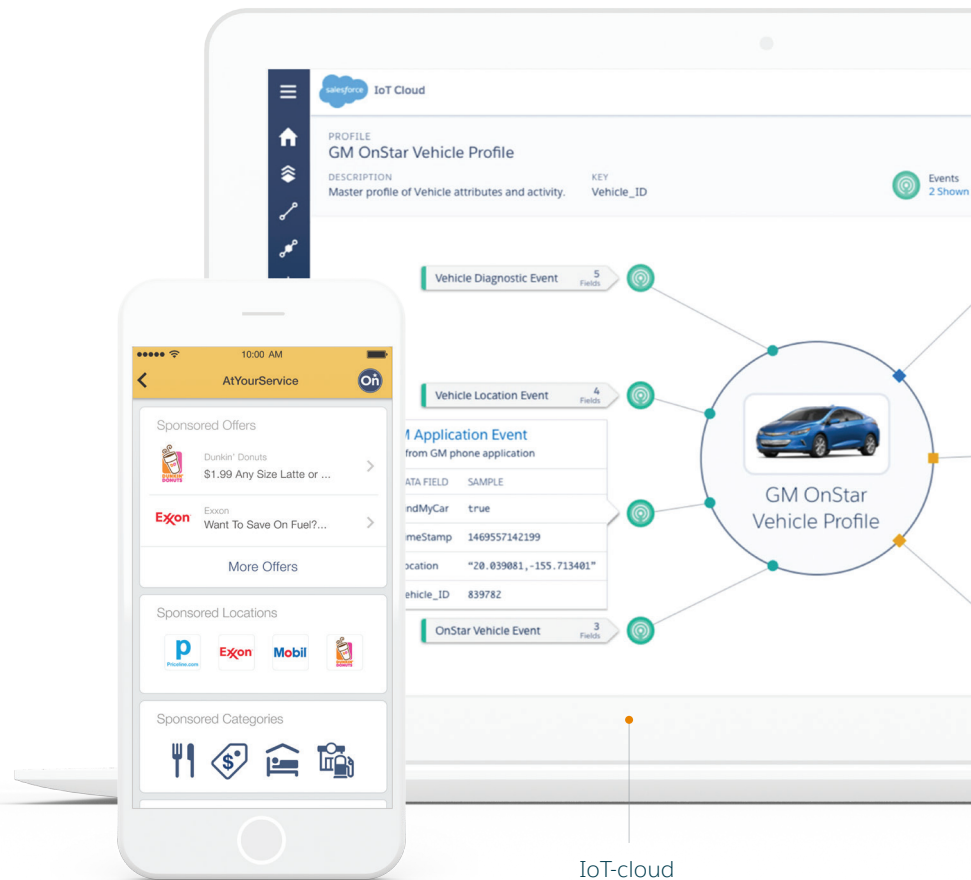 salesforce IoT Cloud
PROFILE
GM OnStar Vehicle Profile
DESCRIPTION
Master profile of Vehicle attributes and activity.
KEY
Vehicle_ID
Events
2 Shown
Vehicle Diagnostic Event 5 Fields
Vehicle Location Event 4 Fields
M Application Event
from GM phone application
ATA FIELD SAMPLE
ndMyCar true
meStamp 1469557142199
ocation "20.039081,-155.713401"
ehicle_ID 839782
OnStar Vehicle Event 3 Fields
GM OnStar
Vehicle Profile
10:00 AM
AtYourService
On
Sponsored Offers
DUNKIN' DONUTS
Dunkin' Donuts
$1.99 Any Size Latte or ...
Exxon
Exxon
Want To Save On Fuel?...
More Offers
Sponsored Locations
p
Priceline.com
Exxon
Mobil
DUNKIN' DONUTS
Sponsored Categories
$
IoT-cloud